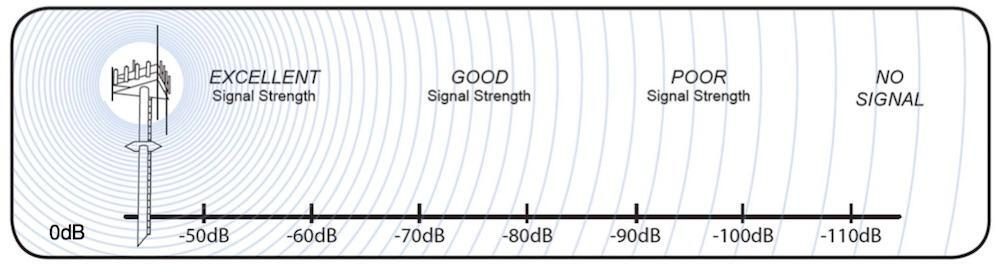 EXCELLENT
Signal Strength
GOOD
Signal Strength
POOR
Signal Strength
NO
SIGNAL
0dB
-50dB
-60dB
-70dB
-80dB
-90dB
-100dB
-110dB